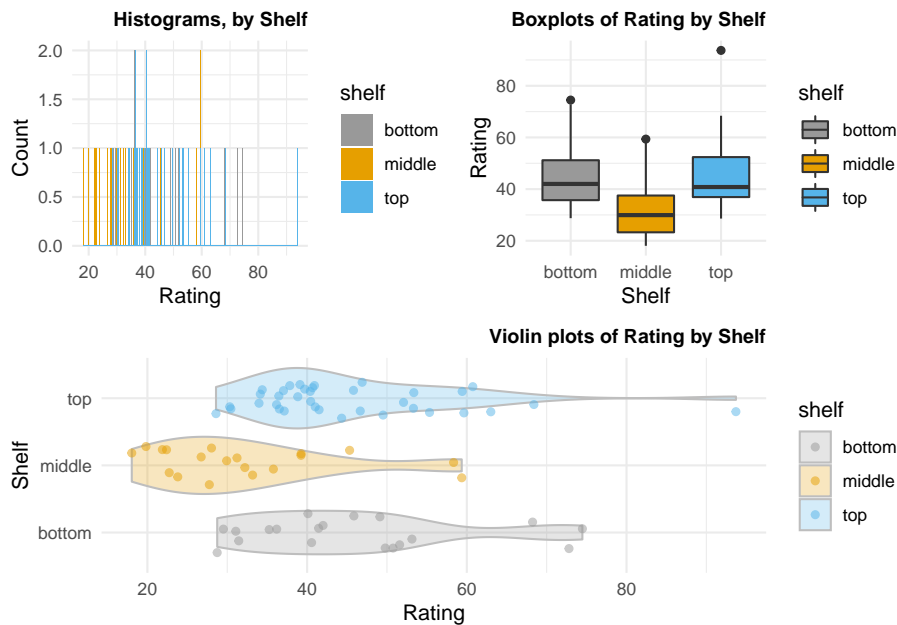 Histograms, by Shelf
2.0
1.5
1.0
0.5
0.0
Count
20 40 60 80
Rating
shelf
bottom
middle
top
Boxplots of Rating by Shelf
80
60
40
20
Rating
bottom middle top
Shelf
shelf
bottom
middle
top
Violin plots of Rating by Shelf
top
middle
bottom
Shelf
20 40 60 80
Rating
shelf
bottom
middle
top